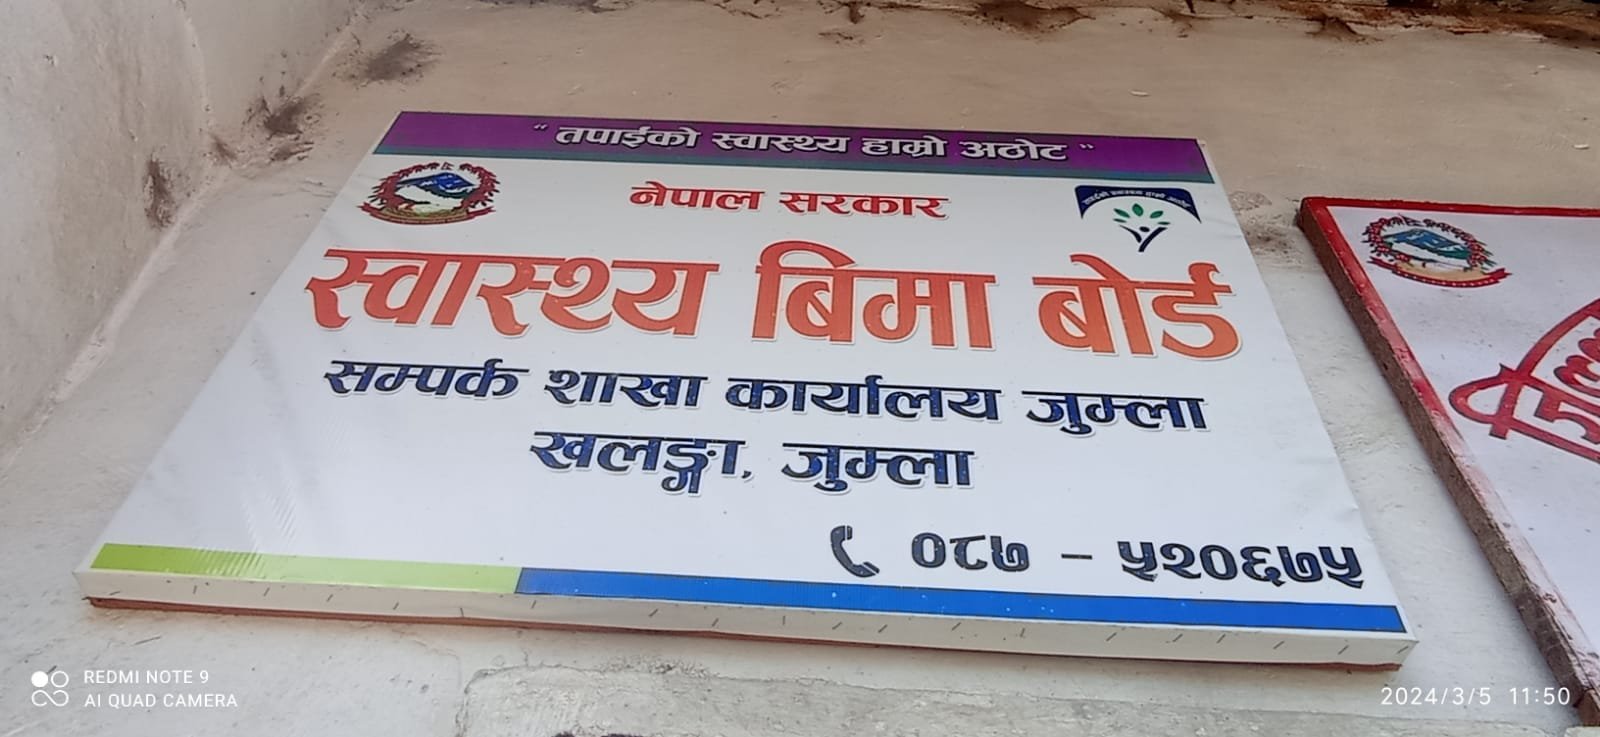 “ तपाईको स्वास्थ्य हाम्रो अठोट ”
नेपाल सरकार
स्वास्थ्य बिमा बोर्ड
सम्पर्क शाखा कार्यालय जुम्ला
खलङ्गा, जुम्ला
०८७ – ५२०६७५
REDMI NOTE 9
AI QUAD CAMERA
2024/3/5 11:50